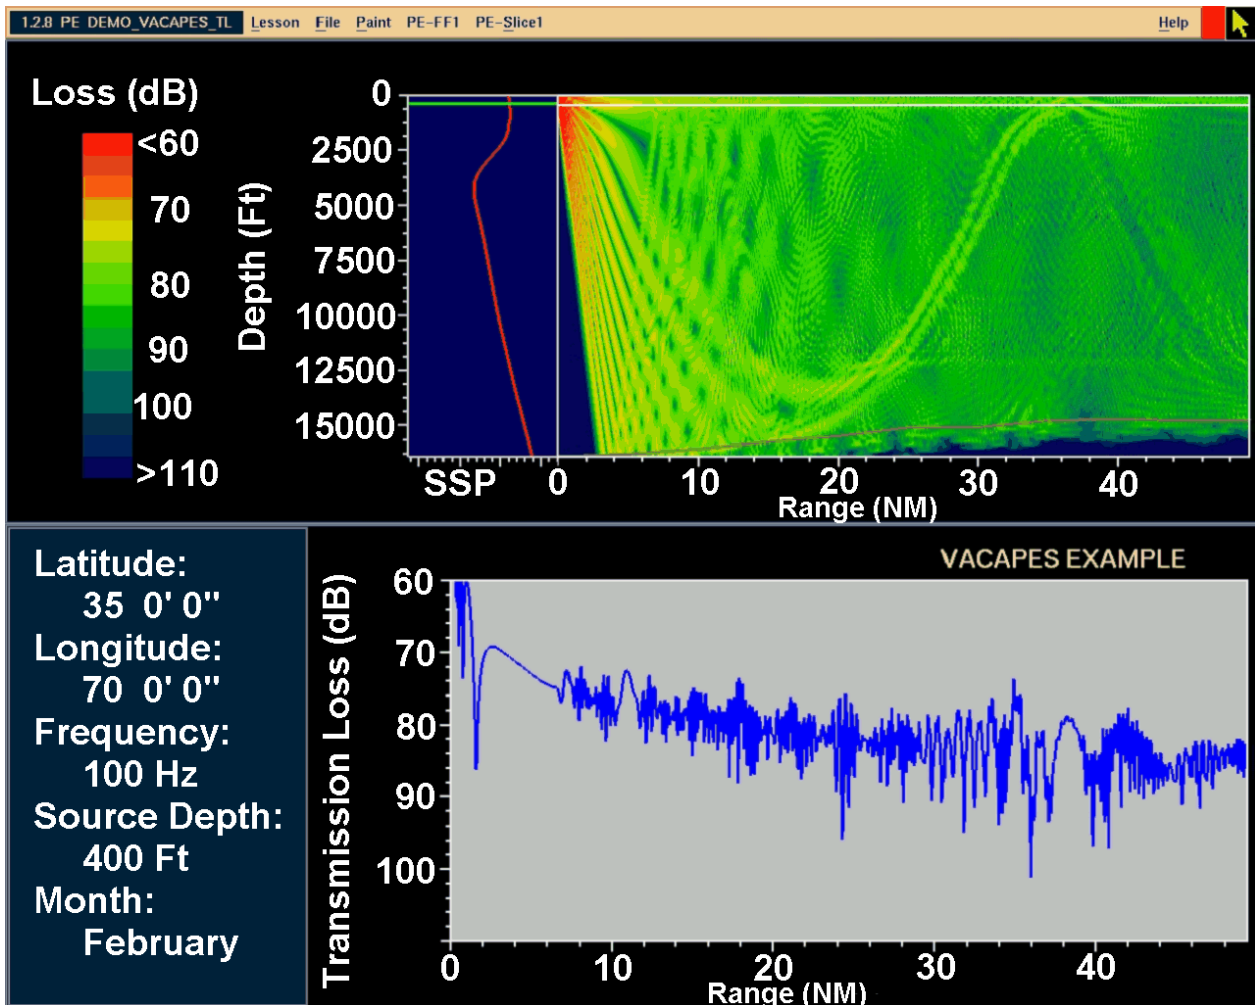 1.2.8 PE DEMO_VACAPES_TL Lesson File Paint PE-FF1 PE-Slice1 Help
Loss (dB)
<60
70
80
90
100
>110
Depth (Ft)
0
2500
5000
7500
10000
12500
15000
SSP 0 10 20 30 40
Range (NM)
Latitude:
35 0' 0"
Longitude:
70 0' 0"
Frequency:
100 Hz
Source Depth:
400 Ft
Month:
February
VACAPES EXAMPLE
Transmission Loss (dB)
60
70
80
90
100
0 10 20 30 40
Range (NM)